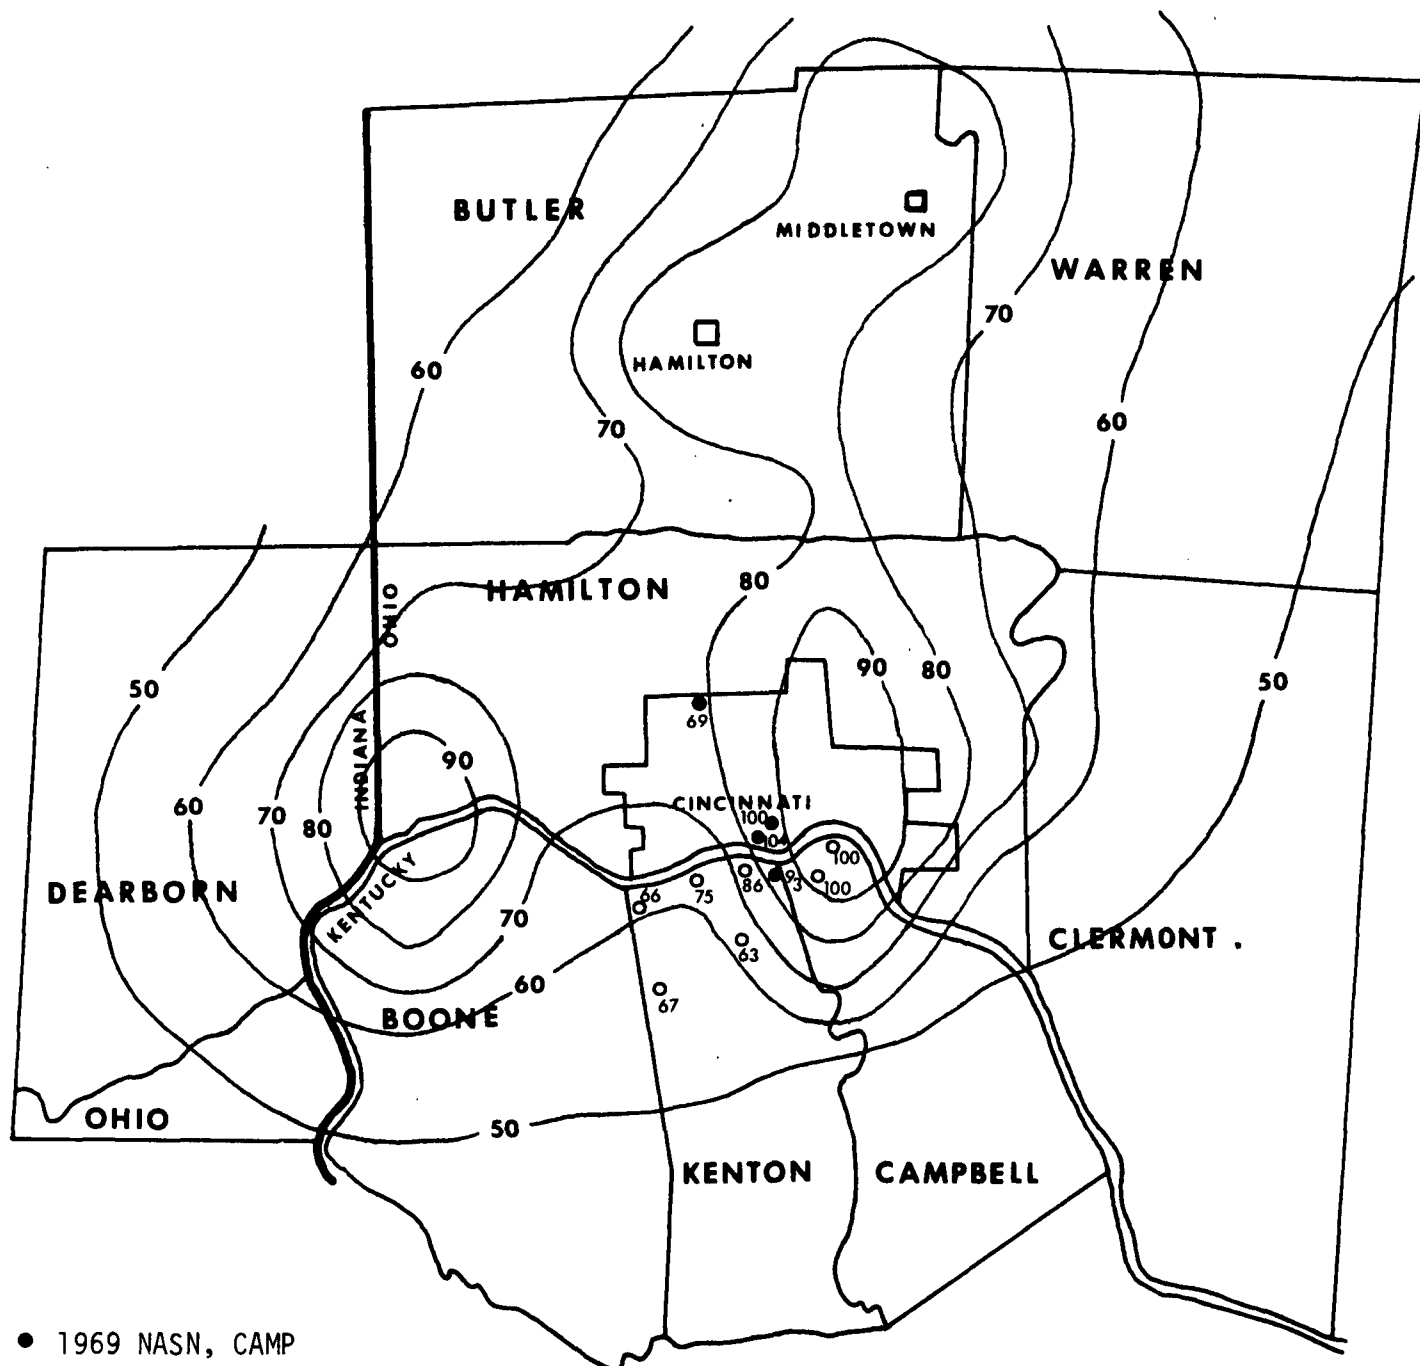 BUTLER
MIDDLETOWN
WARREN
70
HAMILTON
60
70
60
HAMILTON
80
OHIO
50
90
80
50
69
INDIANA
90
60
70
80
CINCINNATI
100
104
100
86
93
100
75
66
DEARBORN
KENTUCKY
70
63
CLERMONT .
60
67
BOONE
OHIO
50
KENTON
CAMPBELL
● 1969 NASN, CAMP